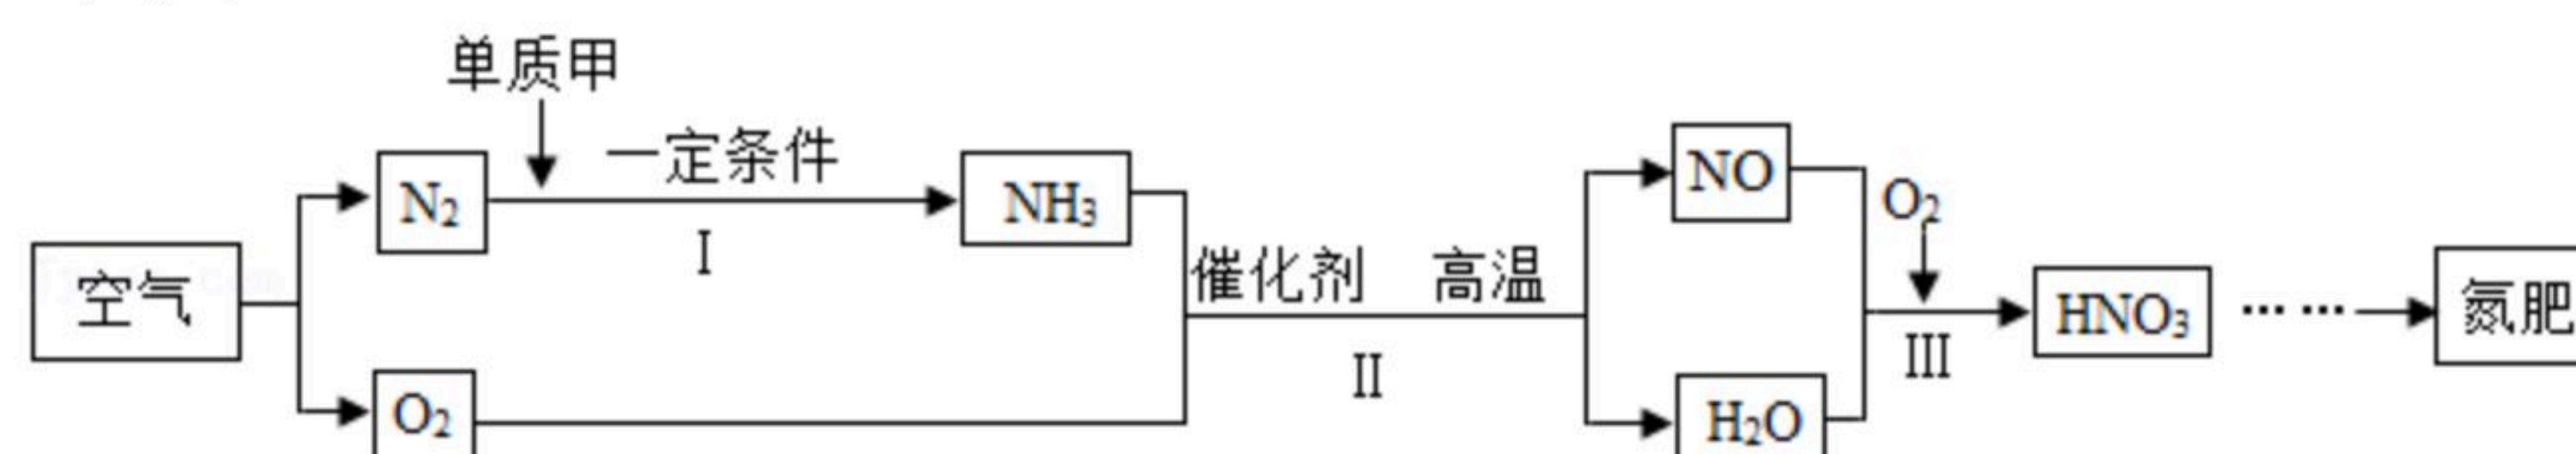 单质甲
一定条件
N₂
I
NH₃
空气
O₂
催化剂 高温
II
NO
H₂O
O₂
III
HNO₃
…… 
氮肥